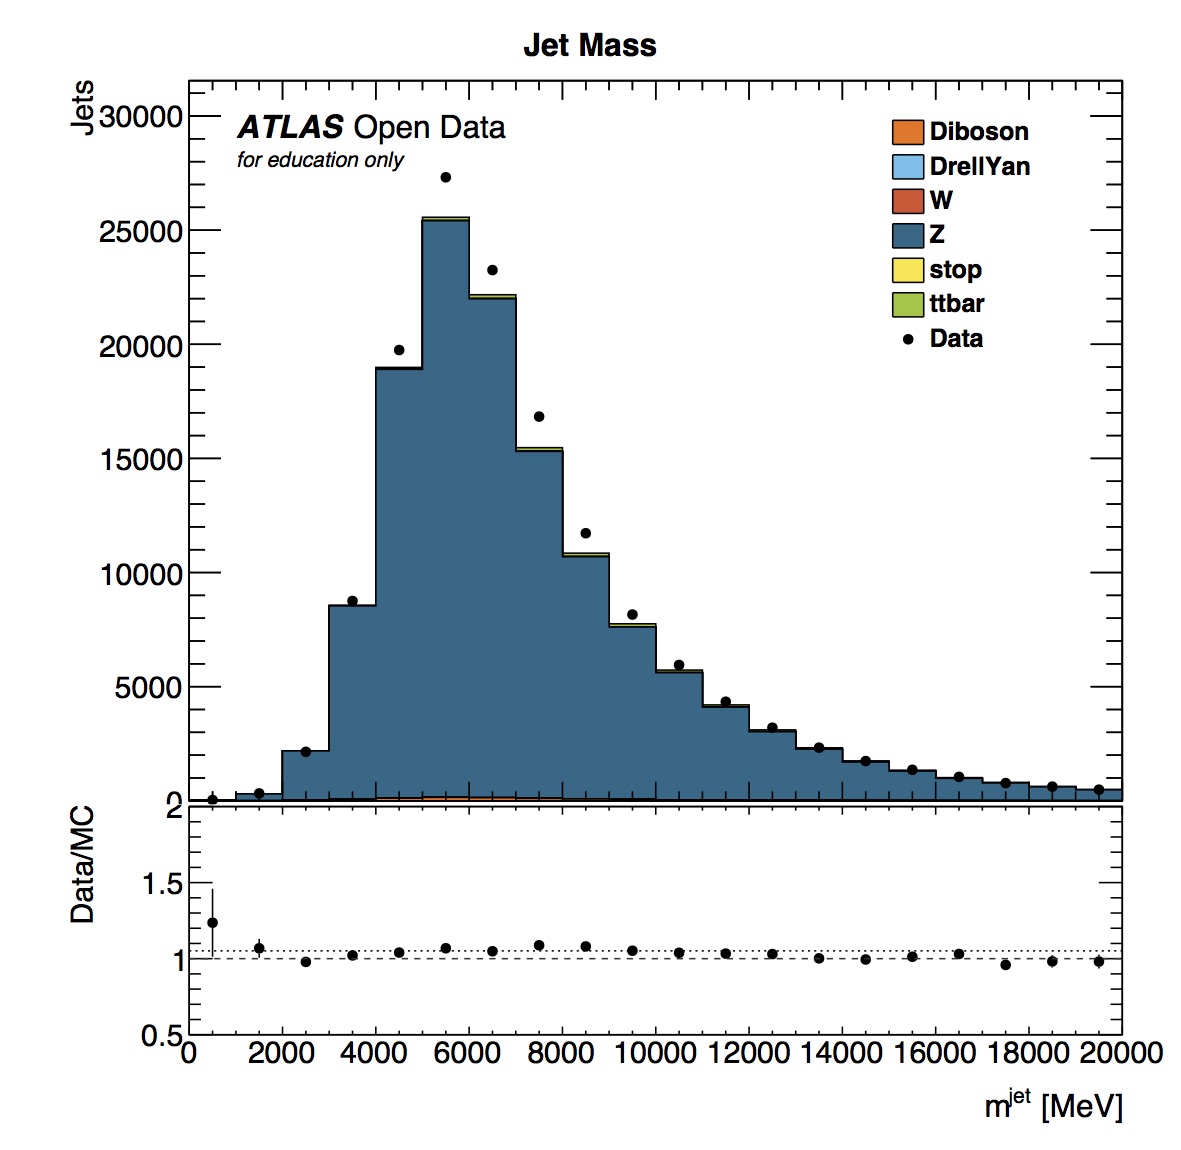 Jet Mass
Jets
30000
25000
20000
15000
10000
5000
0
ATLAS Open Data
for education only
Diboson
DrellYan
W
Z
stop
ttbar
Data
Data/MC
2
1.5
1
0.5
0 2000 4000 6000 8000 10000 12000 14000 16000 18000 20000
m^jet [MeV]